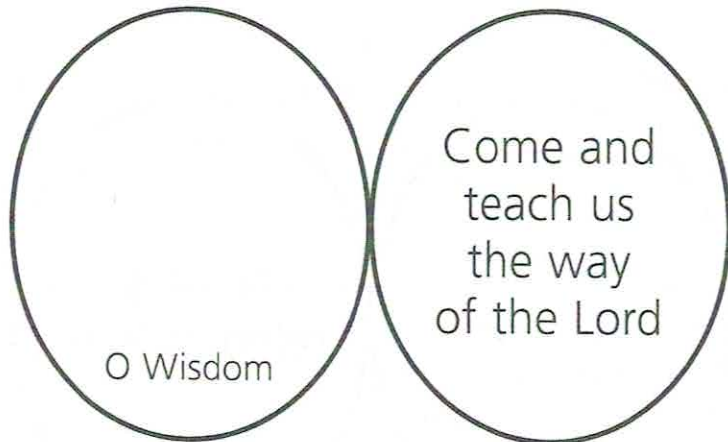 O Wisdom
Come and
teach us
the way
of the Lord